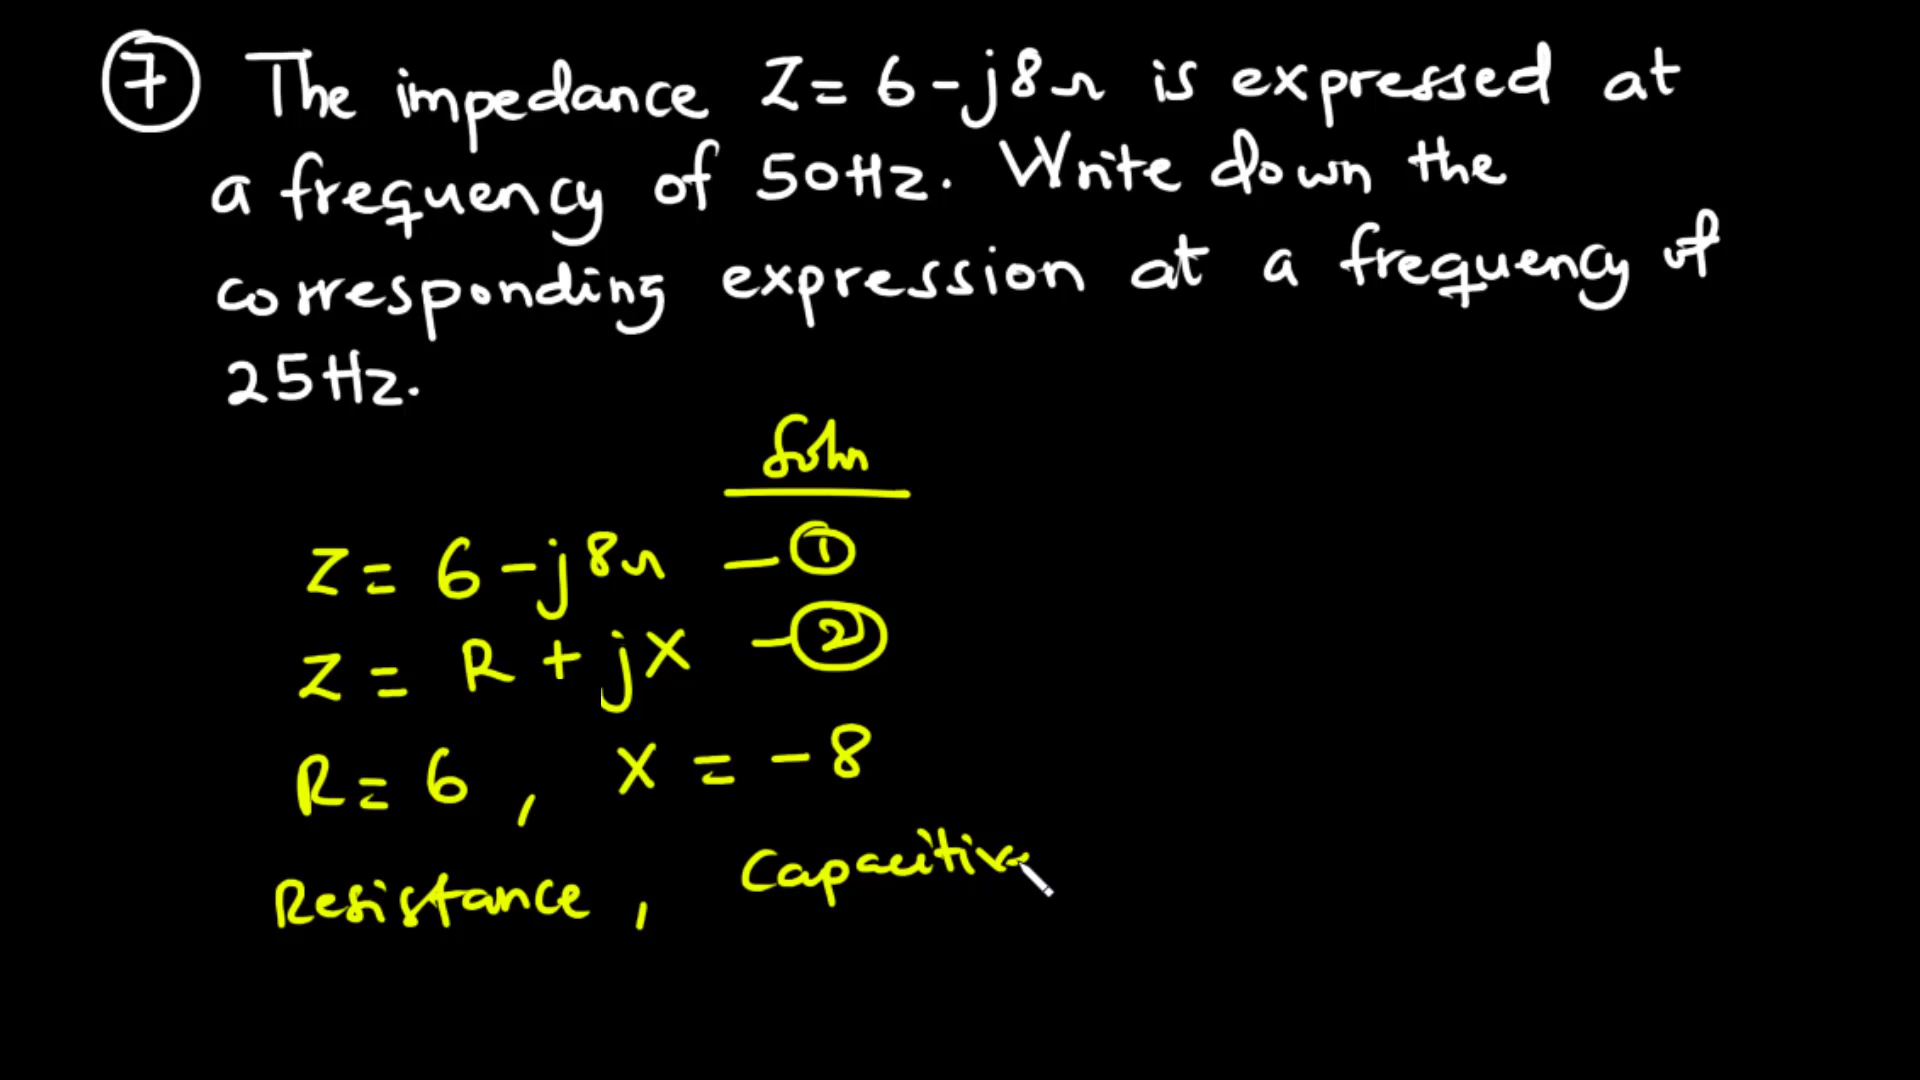 7 The impedance Z = 6 - j8Ω is expressed at
a frequency of 50Hz. Write down the
corresponding expression at a frequency of
25Hz.
Soln
Z = 6 - j8Ω - 1
Z = R + jX - 2
R = 6 , X = - 8
Resistance , Capacitive